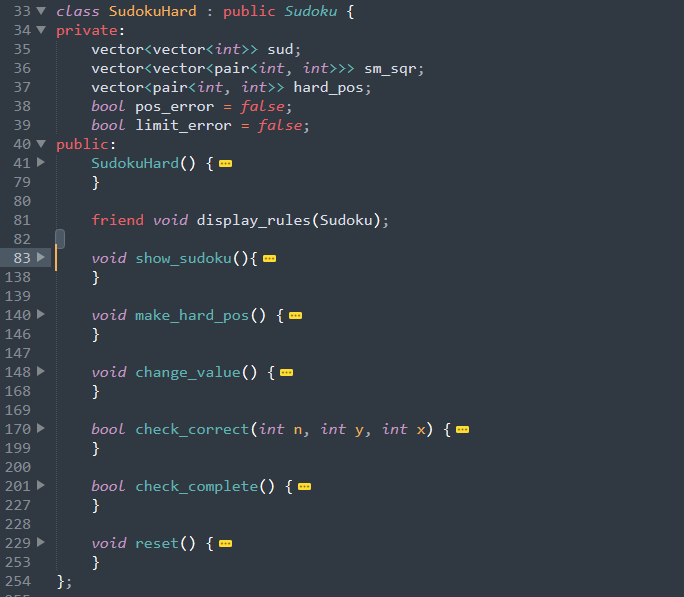 33 class SudokuHard : public Sudoku {
34 private:
35 vector<vector<int>> sud;
36 vector<vector<pair<int, int>>> sm_sqr;
37 vector<pair<int, int>> hard_pos;
38 bool pos_error = false;
39 bool limit_error = false;
40 public:
41 SudokuHard() {
79 }
80
81 friend void display_rules(Sudoku);
82
83 void show_sudoku(){
138 }
139
140 void make_hard_pos() {
146 }
147
148 void change_value() {
168 }
169
170 bool check_correct(int n, int y, int x) {
199 }
200
201 bool check_complete() {
227 }
228
229 void reset() {
253 }
254 };